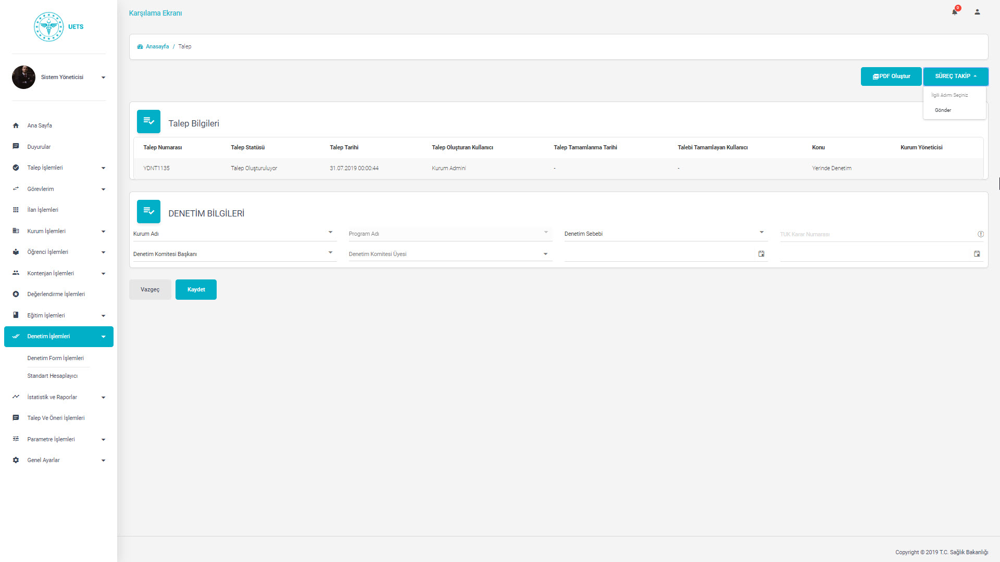 UETS
Sistem Yöneticisi
Ana Sayfa
Duyurular
Talep İşlemleri
Görevlerim
İlan İşlemleri
Kurum İşlemleri
Öğrenci İşlemleri
Kontenjan İşlemleri
Değerlendirme İşlemleri
Eğitim İşlemleri
Denetim İşlemleri
Denetim Form İşlemleri
Standart Hesaplayıcı
İstatistik ve Raporlar
Talep Ve Öneri İşlemleri
Parametre İşlemleri
Genel Ayarlar
Karşılama Ekranı
0
Anasayfa / Talep
PDF Oluştur
SÜREÇ TAKİP
İlgili Adımı Seçiniz
Gönder
Talep Bilgileri
Talep Numarası Talep Statüsü Talep Tarihi Talep Oluşturan Kullanıcı Talep Tamamlanma Tarihi Talebi Tamamlayan Kullanıcı Konu Kurum Yöneticisi
YDNT1135 Talep Oluşturuluyor 31.07.2019 00:00:44 Kurum Admini - - Yerinde Denetim
DENETİM BİLGİLERİ
Kurum Adı Program Adı Denetim Sebebi TUK Karar Numarası
Denetim Komitesi Başkanı Denetim Komitesi Üyesi
Vazgeç Kaydet
Copyright © 2019 T.C. Sağlık Bakanlığı